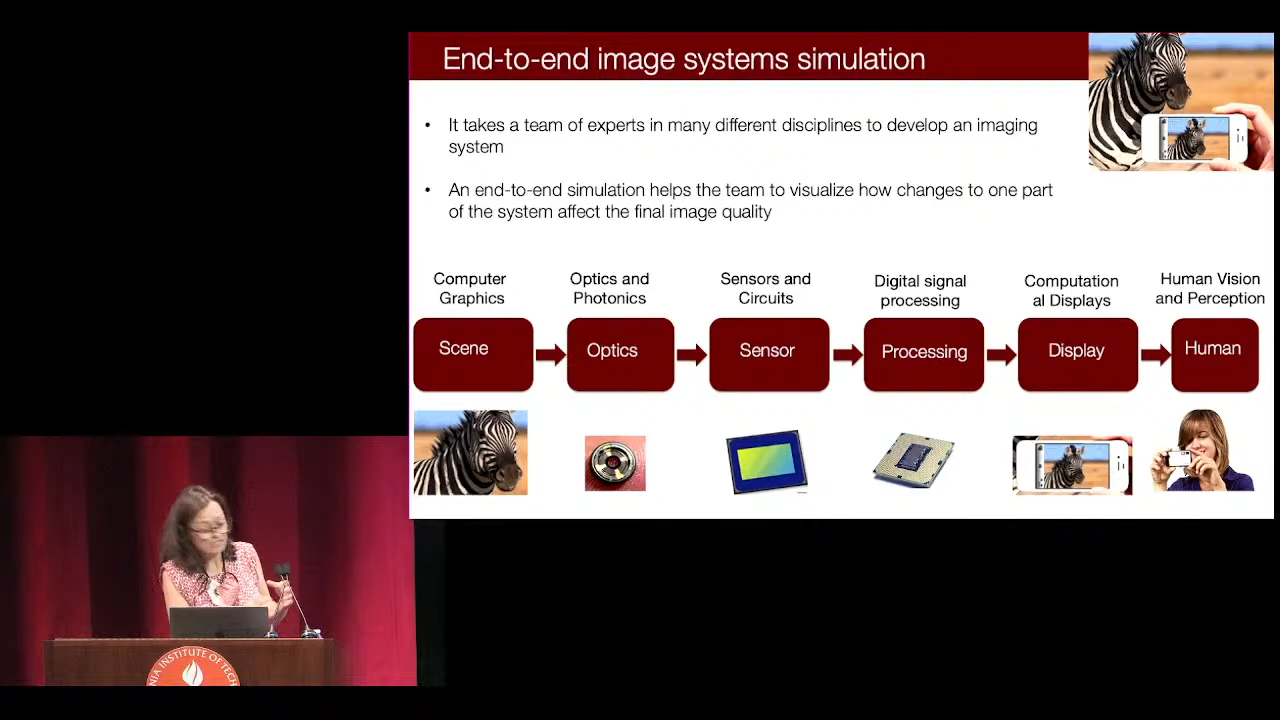 End-to-end image systems simulation
• It takes a team of experts in many different disciplines to develop an imaging
system
• An end-to-end simulation helps the team to visualize how changes to one part
of the system affect the final image quality
Computer
Graphics
Optics and
Photonics
Sensors and
Circuits
Digital signal
processing
Computation
al Displays
Human Vision
and Perception
Scene
Optics
Sensor
Processing
Display
Human
NIA INSTITUTE OF TECH